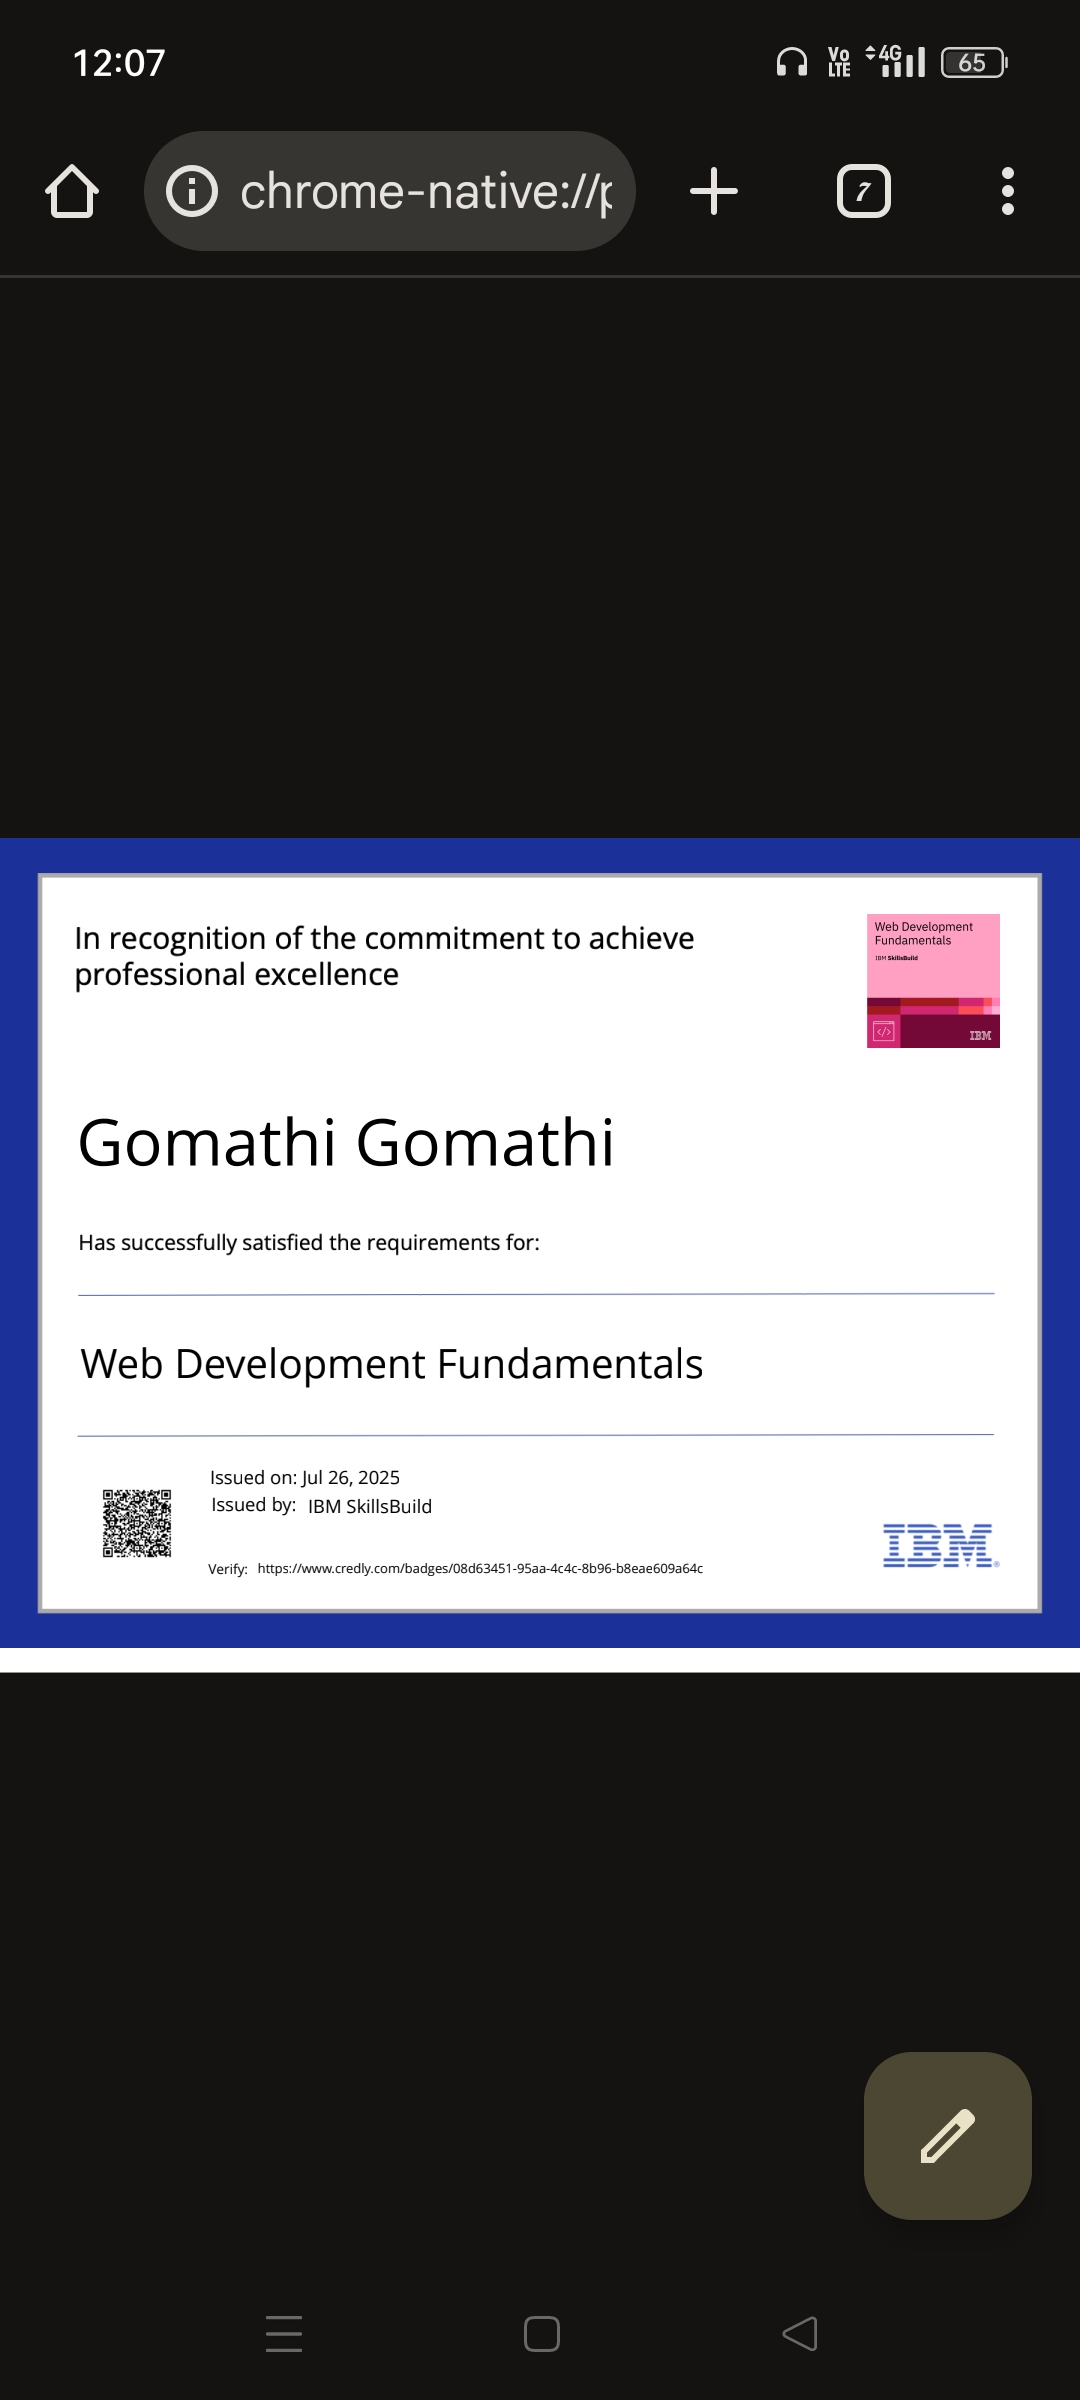 12:07
Vo
LTE
4G
65
chrome-native://p
7
In recognition of the commitment to achieve
professional excellence
Web Development
Fundamentals
IBM SkillsBuild
</>
IBM
Gomathi Gomathi
Has successfully satisfied the requirements for:
Web Development Fundamentals
Issued on: Jul 26, 2025
Issued by: IBM SkillsBuild
Verify: https://www.credly.com/badges/08d63451-95aa-4c4c-8b96-b8eae609a64c
IBM®